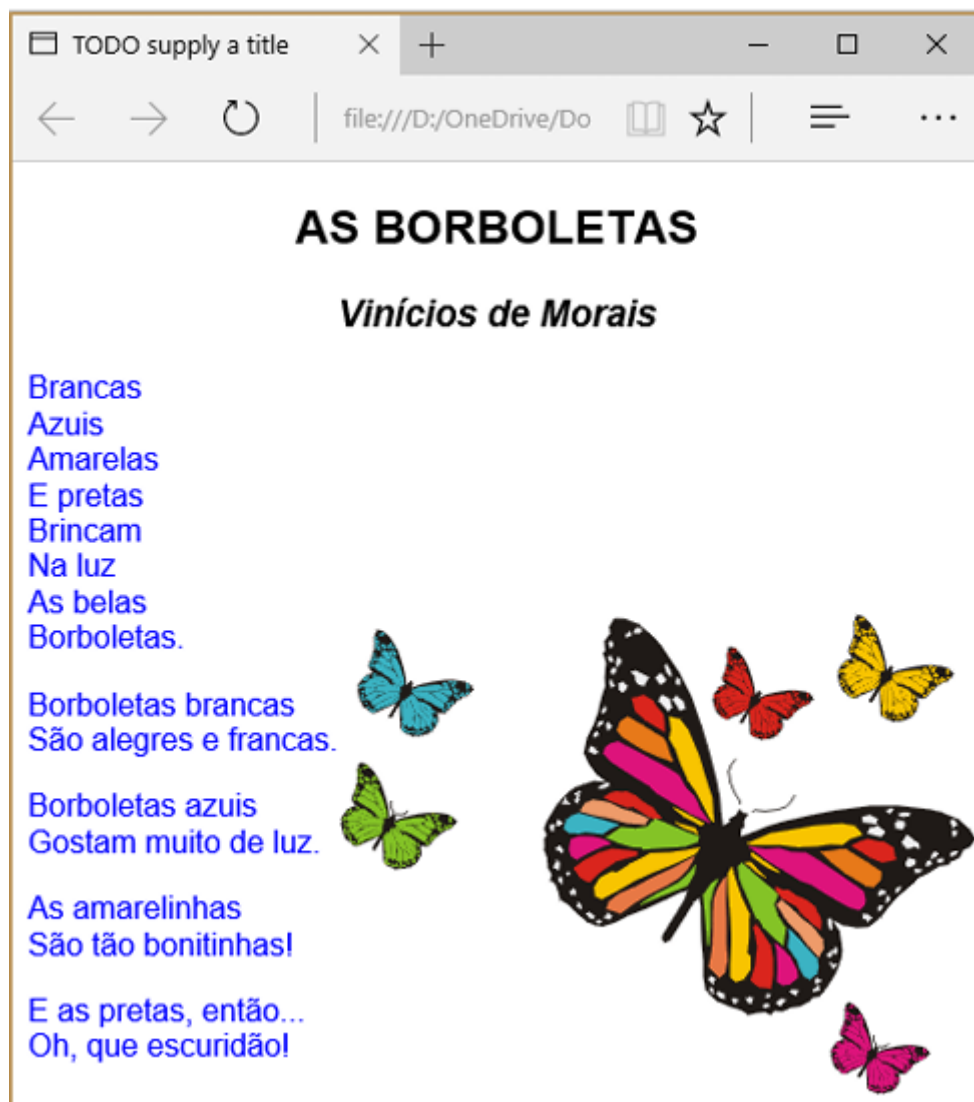 TODO supply a title
file:///D:/OneDrive/Do
AS BORBOLETAS
Vinícios de Morais
Brancas
Azuis
Amarelas
E pretas
Brincam
Na luz
As belas
Borboletas.
Borboletas brancas
São alegres e francas.
Borboletas azuis
Gostam muito de luz.
As amarelinhas
São tão bonitinhas!
E as pretas, então...
Oh, que escuridão!